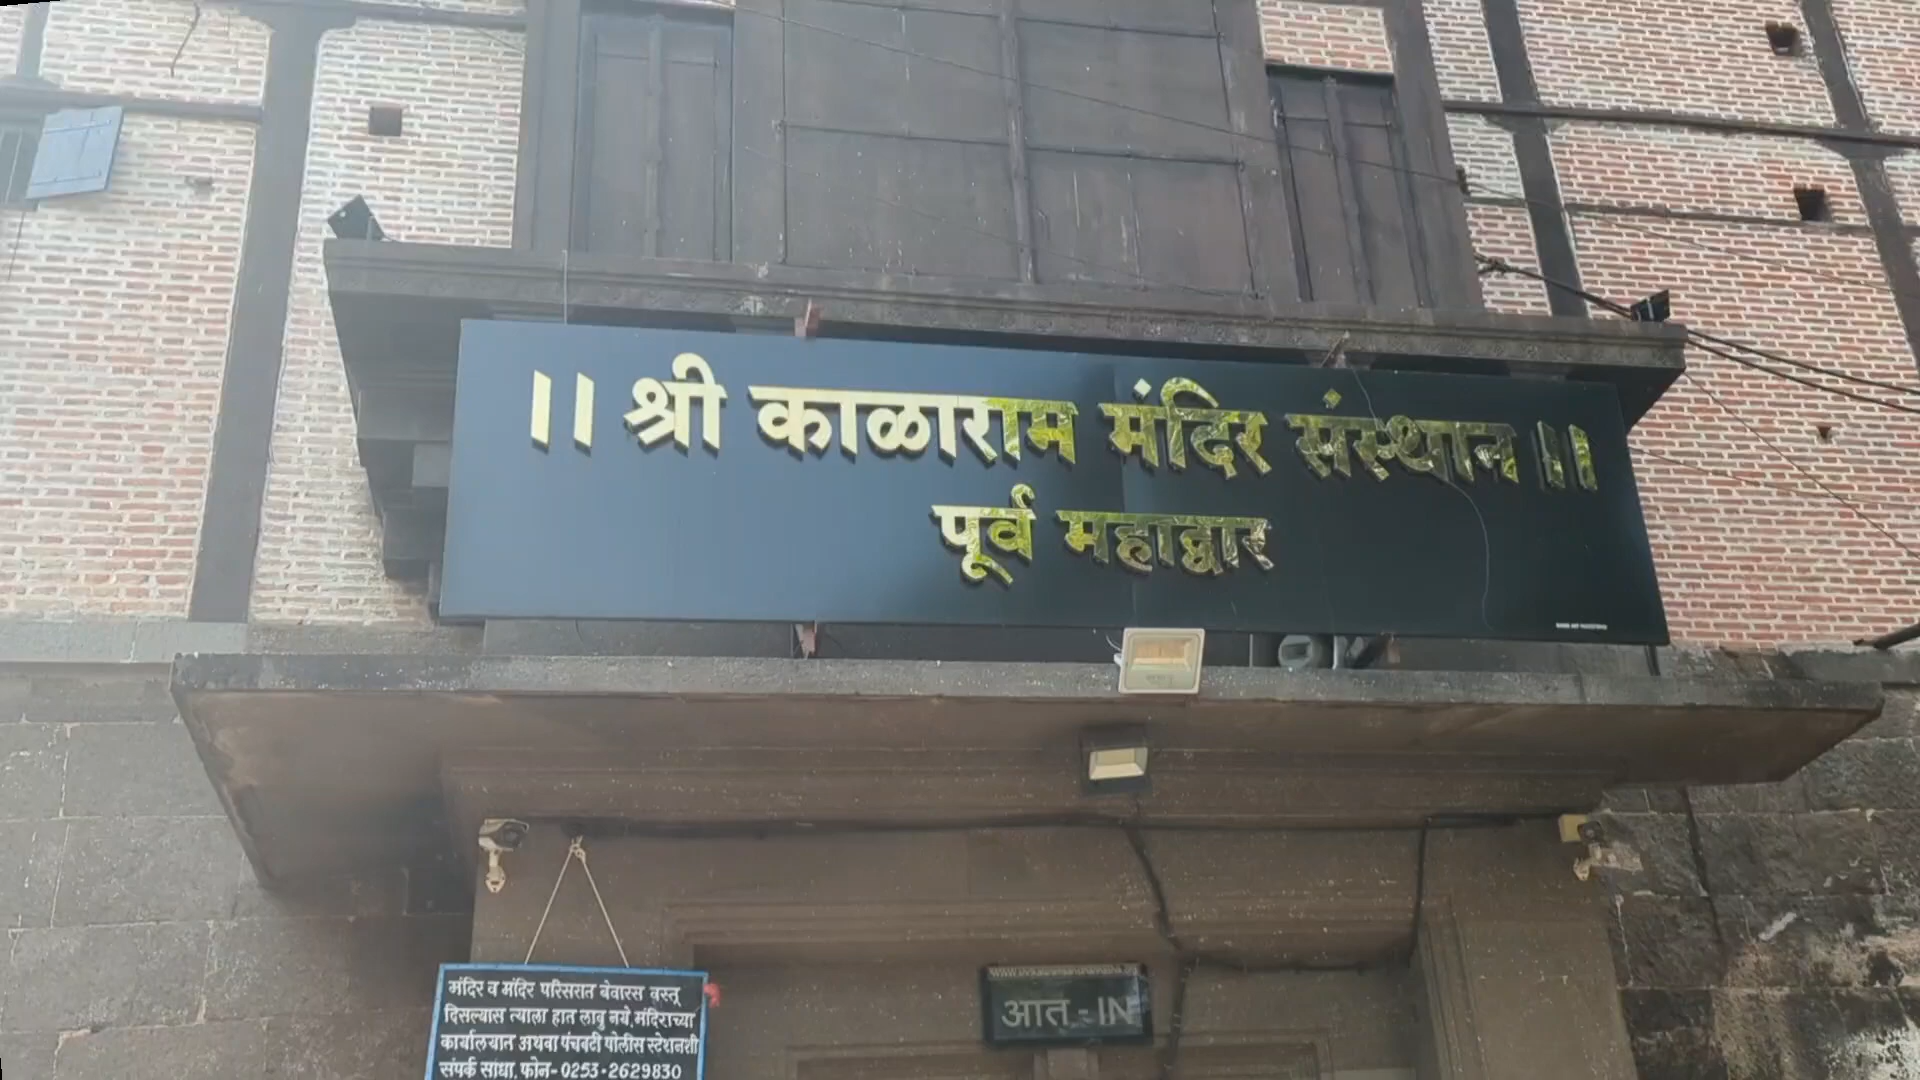 ।। श्री काळाराम मंदिर संस्थान ।।
पूर्व महाद्वार
आत - IN
मंदिर व मंदिर परिसरात बेवारस वस्तू
दिसल्यास त्याला हात लावु नये. मंदिराच्या
कार्यालयात अथवा पंचवटी पोलीस स्टेशनशी
संपर्क साधा. फोन- 0253-2629830